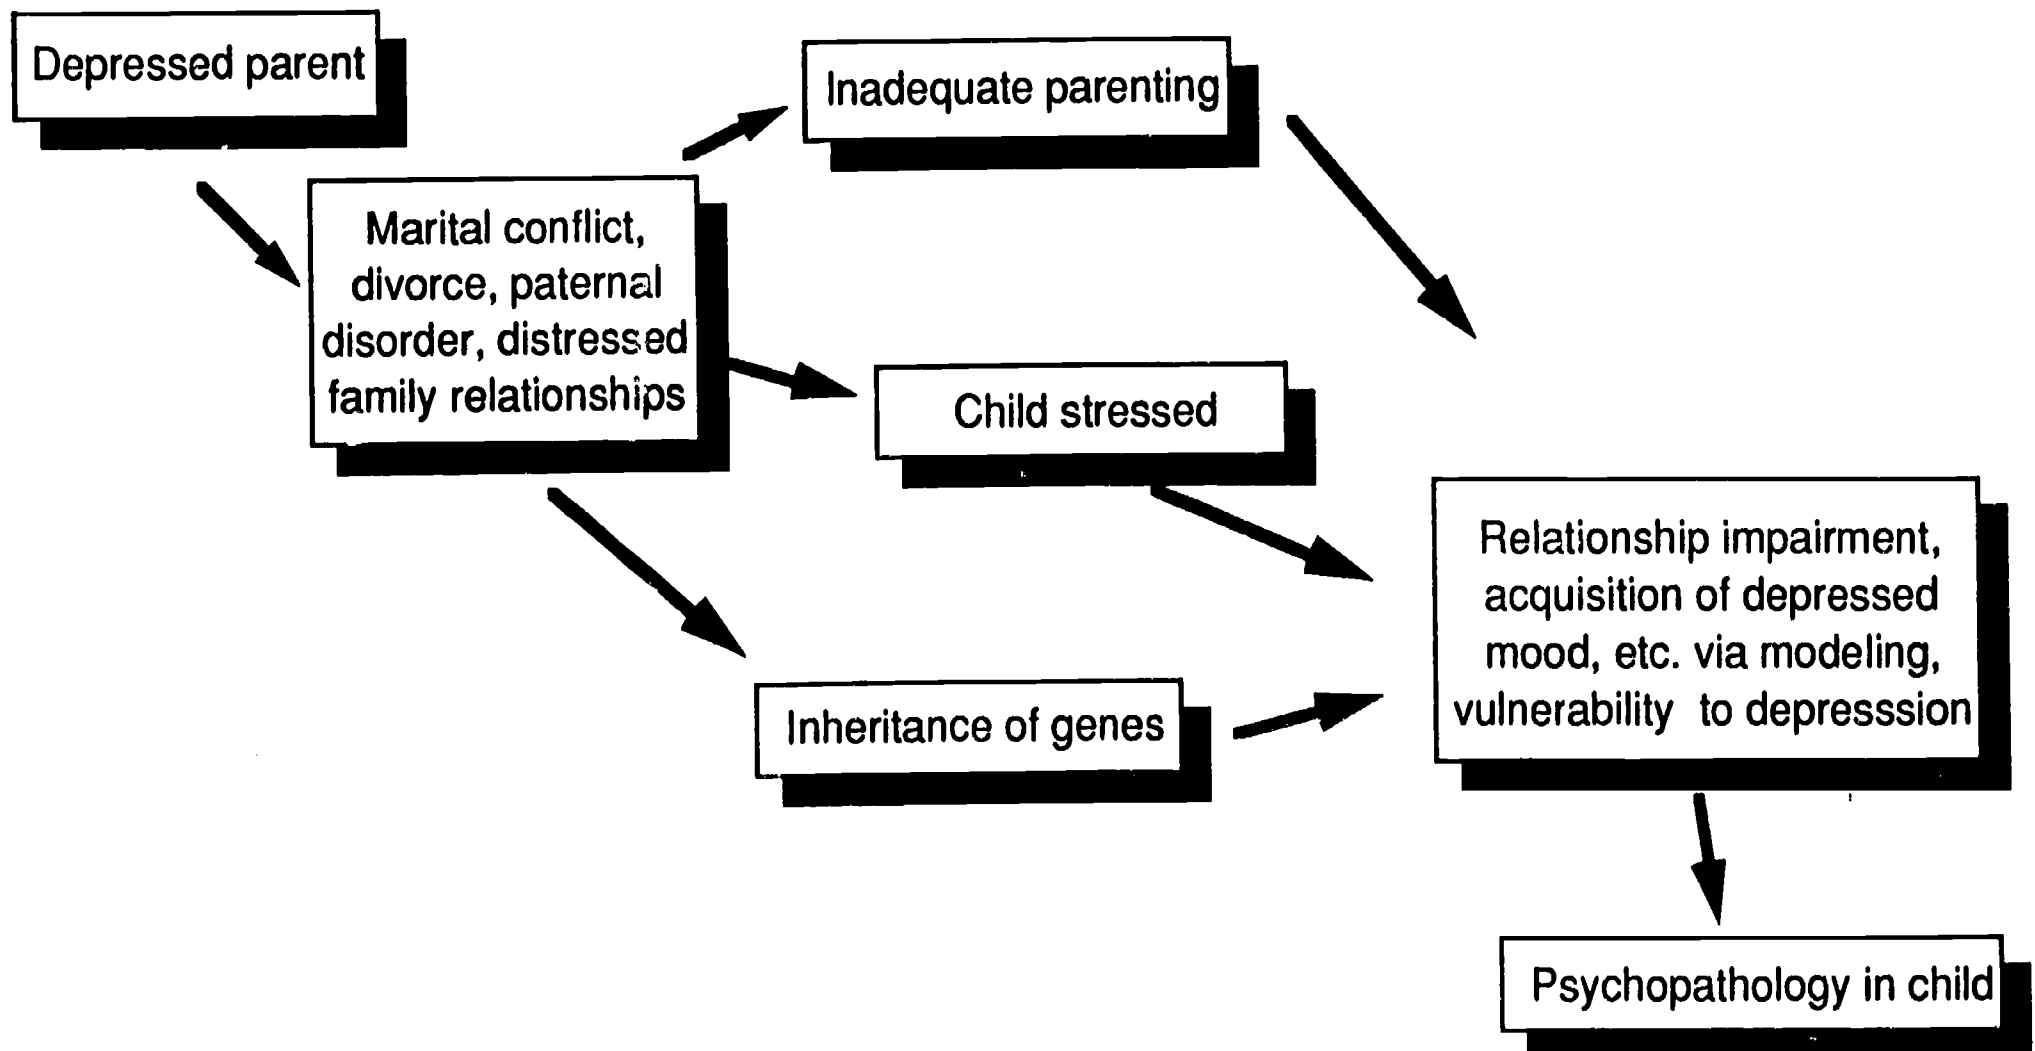 Depressed parent
Inadequate parenting
Marital conflict,
divorce, paternal
disorder, distressed
family relationships
Child stressed
Relationship impairment,
acquisition of depressed
mood, etc. via modeling,
vulnerability to depresssion
Inheritance of genes
Psychopathology in child